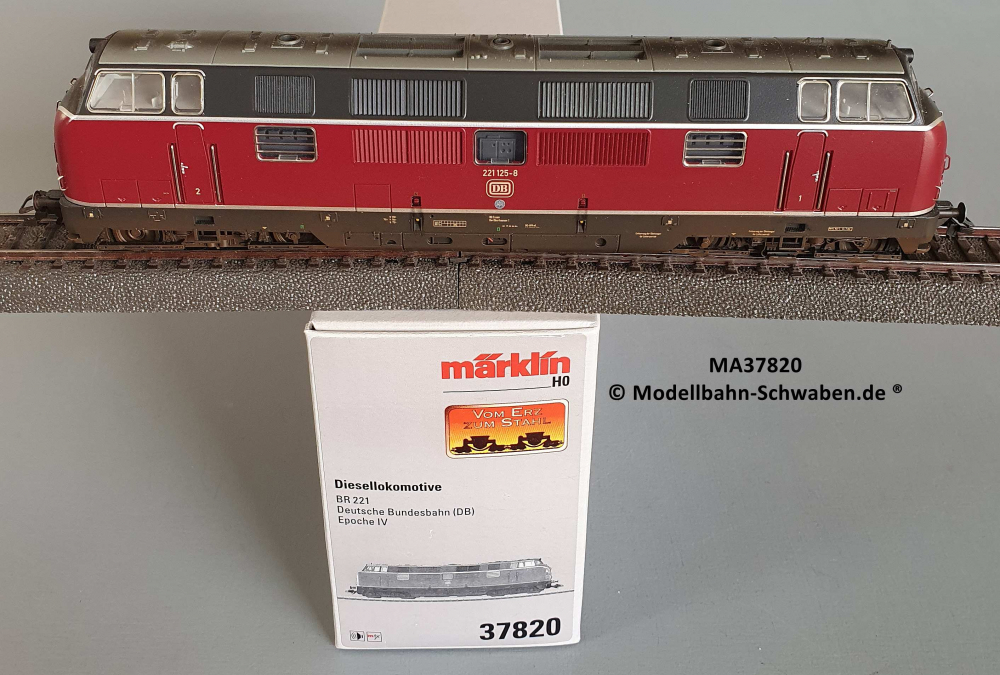 221 125-8
DB
2
1
märklin
H0
VOM ERZ
ZUM STAHL
MA37820
© Modellbahn-Schwaben.de ®
Diesellokomotive
BR 221
Deutsche Bundesbahn (DB)
Epoche IV
37820